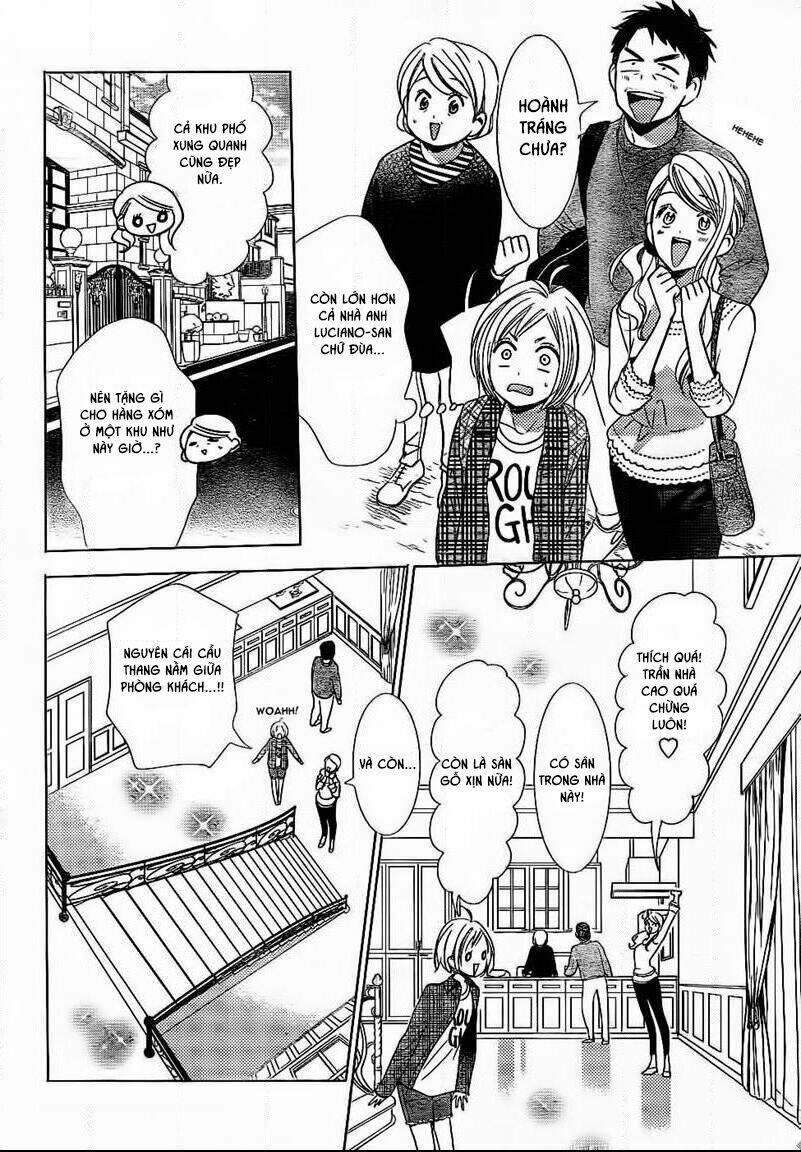 HOÀNH
TRÁNG
CHƯA?
HEHEHE
CÒN LỚN HƠN
CẢ NHÀ ANH
LUCIANO-SAN
CHỨ ĐÙA...
ROU
GH
CẢ KHU PHỐ
XUNG QUANH
CŨNG ĐẸP
NỮA.
NÊN TẶNG GÌ
CHO HÀNG XÓM
Ở MỘT KHU NHƯ
NÀY GIỜ...?
THÍCH QUÁ!
TRẦN NHÀ
CAO QUÁ
CHỪNG
LUÔN!
CÓ SÂN
TRONG NHÀ
NÀY!
CÒN LÀ SÀN
GỖ XỊN NỮA!
VÀ CÒN...
NGUYÊN CÁI CẦU
THANG NẰM GIỮA
PHÒNG KHÁCH...!!
WOAHH!